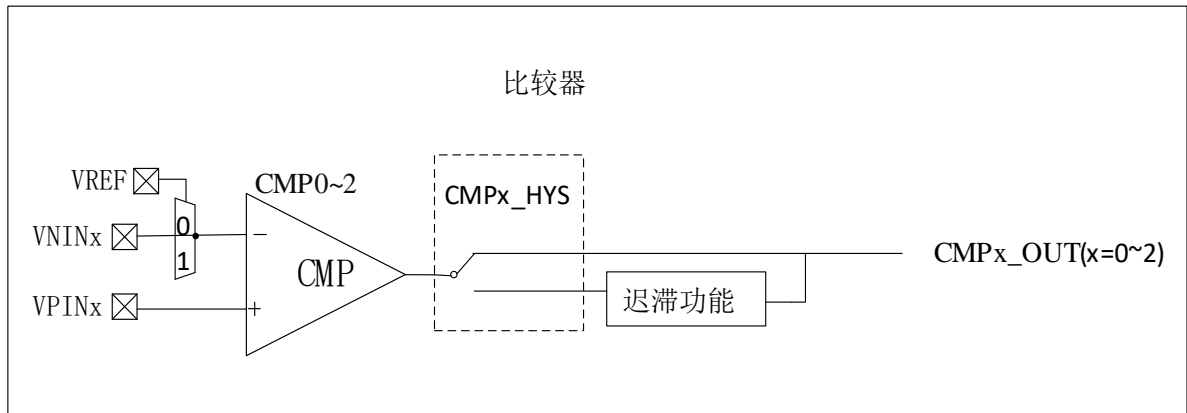 比较器
VREF
CMP0~2
CMPx_HYS
0
VNINx
−
1
CMP
CMPx_OUT(x=0~2)
VPINx
+
迟滞功能